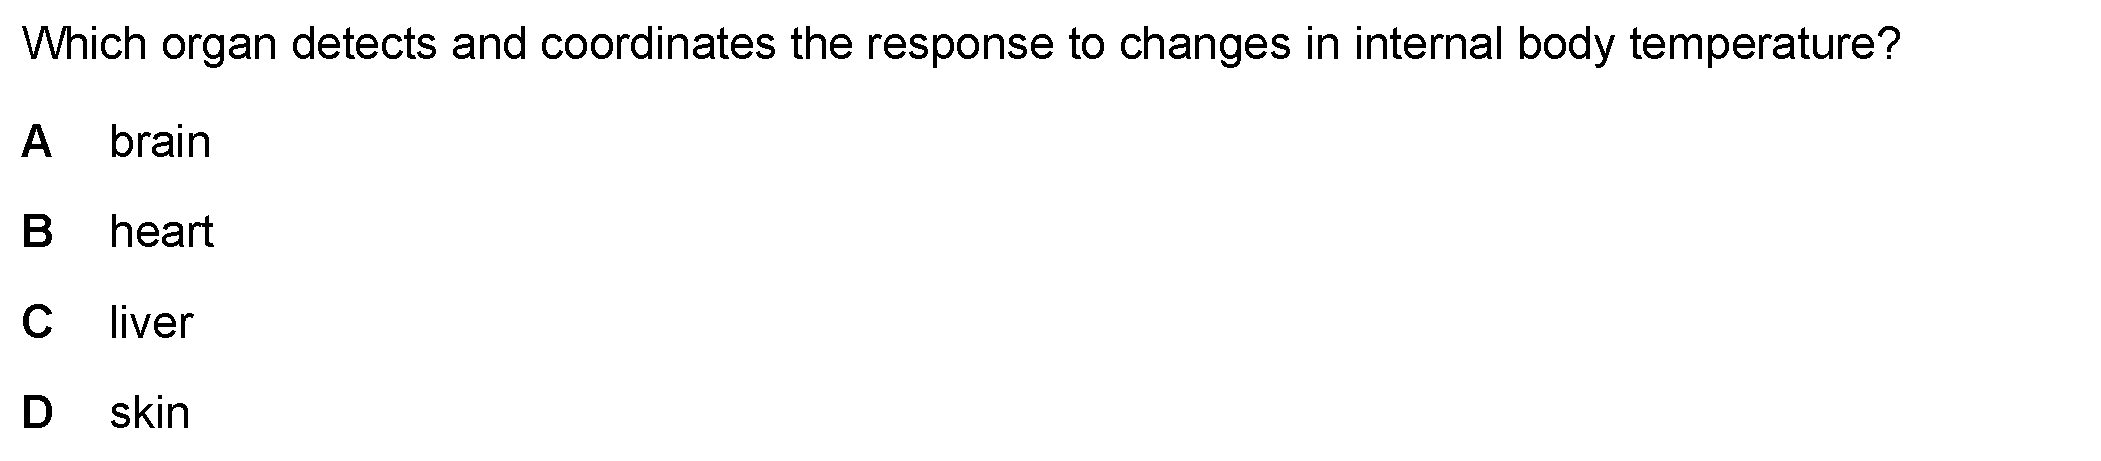 Which organ detects and coordinates the response to changes in internal body temperature?
A brain
B heart
C liver
D skin